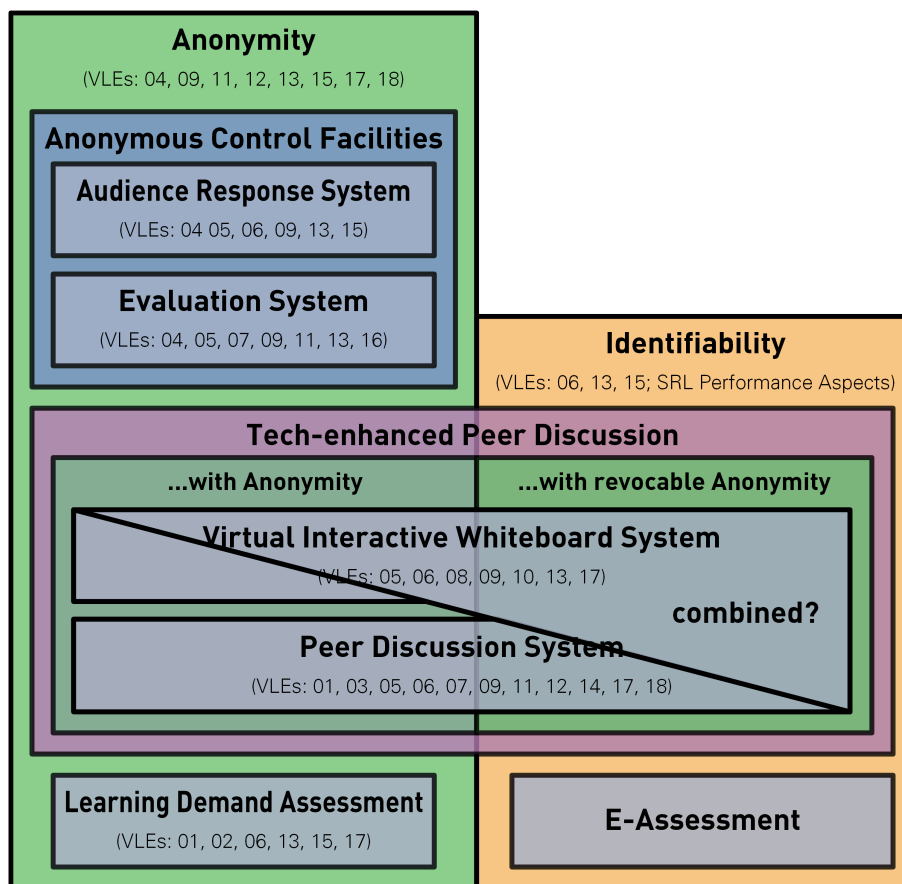 Anonymity
(VLEs: 04, 09, 11, 12, 13, 15, 17, 18)
Anonymous Control Facilities
Audience Response System
(VLEs: 04 05, 06, 09, 13, 15)
Evaluation System
(VLEs: 04, 05, 07, 09, 11, 13, 16)
Identifiability
(VLEs: 06, 13, 15; SRL Performance Aspects)
Tech-enhanced Peer Discussion
...with Anonymity
...with revocable Anonymity
Virtual Interactive Whiteboard System
(VLEs: 05, 06, 08, 09, 10, 13, 17)
combined?
Peer Discussion System
(VLEs: 01, 03, 05, 06, 07, 09, 11, 12, 14, 17, 18)
Learning Demand Assessment
(VLEs: 01, 02, 06, 13, 15, 17)
E-Assessment